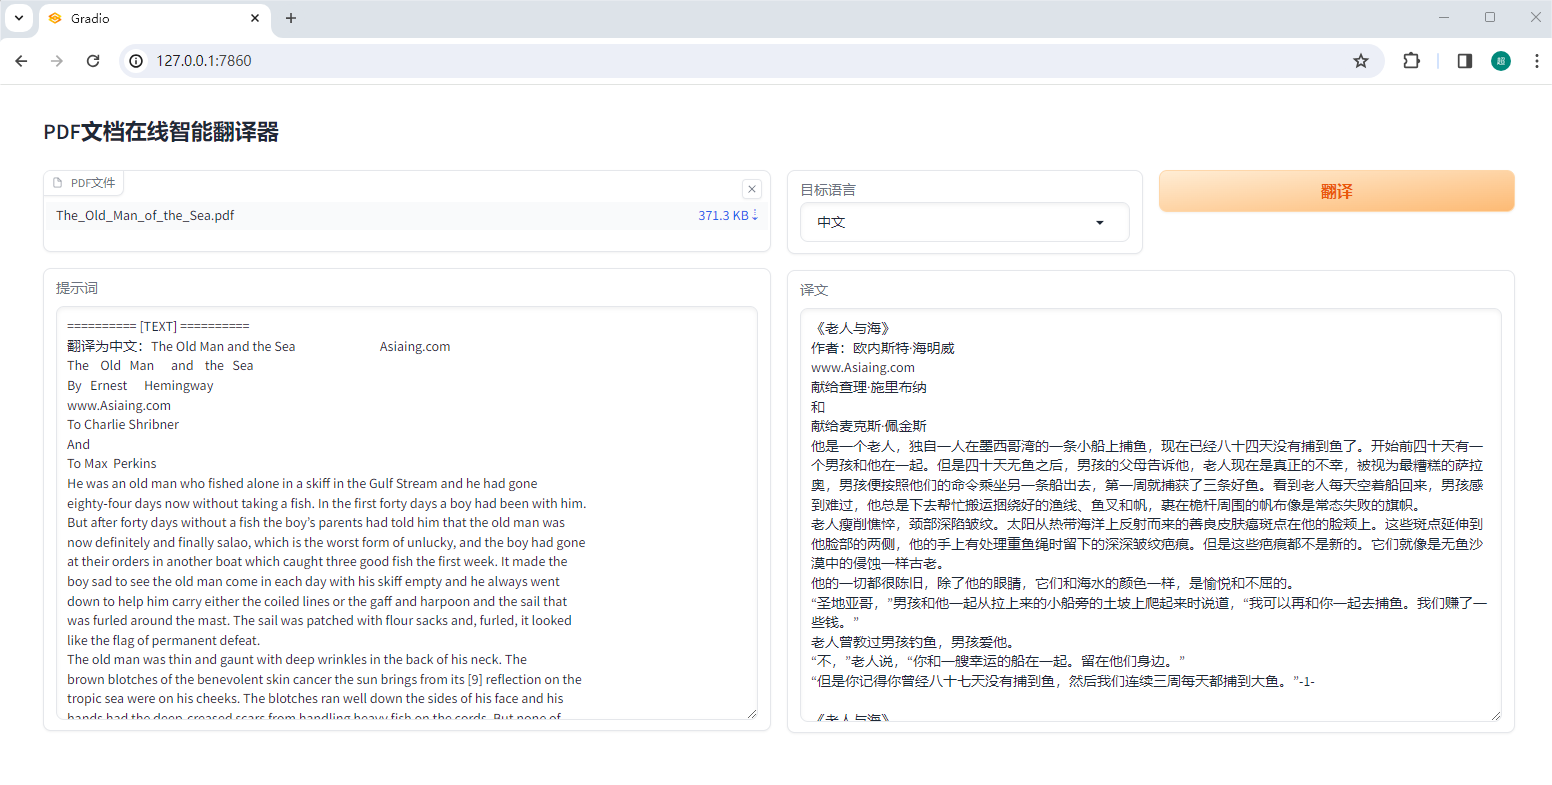 Gradio
127.0.0.1:7860
超
PDF文档在线智能翻译器
PDF文件
The_Old_Man_of_the_Sea.pdf
371.3 KB ⇣
目标语言
中文
翻译
提示词
========== [TEXT] ==========
翻译为中文：The Old Man and the Sea Asiaing.com
The Old Man and the Sea
By Ernest Hemingway
www.Asiaing.com
To Charlie Shribner
And
To Max Perkins
He was an old man who fished alone in a skiff in the Gulf Stream and he had gone
eighty-four days now without taking a fish. In the first forty days a boy had been with him.
But after forty days without a fish the boy’s parents had told him that the old man was
now definitely and finally salao, which is the worst form of unlucky, and the boy had gone
at their orders in another boat which caught three good fish the first week. It made the
boy sad to see the old man come in each day with his skiff empty and he always went
down to help him carry either the coiled lines or the gaff and harpoon and the sail that
was furled around the mast. The sail was patched with flour sacks and, furled, it looked
like the flag of permanent defeat.
The old man was thin and gaunt with deep wrinkles in the back of his neck. The
brown blotches of the benevolent skin cancer the sun brings from its [9] reflection on the
tropic sea were on his cheeks. The blotches ran well down the sides of his face and his
hands had the deep-creased scars from handling heavy fish on the cords. But none of
译文
《老人与海》
作者：欧内斯特·海明威
www.Asiaing.com
献给查理·施里布纳
和
献给麦克斯·佩金斯
他是一个老人，独自一人在墨西哥湾的一条小船上捕鱼，现在已经八十四天没有捕到鱼了。开始前四十天有一
个男孩和他在一起。但是四十天无鱼之后，男孩的父母告诉他，老人现在是真正的不幸，被视为最糟糕的萨拉
奥，男孩便按照他们的命令乘坐另一条船出去，第一周就捕获了三条好鱼。看到老人每天空着船回来，男孩感
到难过，他总是下去帮忙搬运捆绕好的渔线、鱼叉和帆，裹在桅杆周围的帆布像是常态失败的旗帜。
老人瘦削憔悴，颈部深陷皱纹。太阳从热带海洋上反射而来的善良皮肤癌斑点在他的脸颊上。这些斑点延伸到
他脸部的两侧，他的手上有处理重鱼绳时留下的深深皱纹疤痕。但是这些疤痕都不是新的。它们就像是无鱼沙
漠中的侵蚀一样古老。
他的一切都很陈旧，除了他的眼睛，它们和海水的颜色一样，是愉悦和不屈的。
“圣地亚哥，”男孩和他一起从拉上来的小船旁的土坡上爬起来时说道，“我可以再和你一起去捕鱼。我们赚了一
些钱。”
老人曾教过男孩钓鱼，男孩爱他。
“不，”老人说，“你和一艘幸运的船在一起。留在他们身边。”
“但是你记得你曾经八十七天没有捕到鱼，然后我们连续三周每天都捕到大鱼。”-1-
《老人与海》